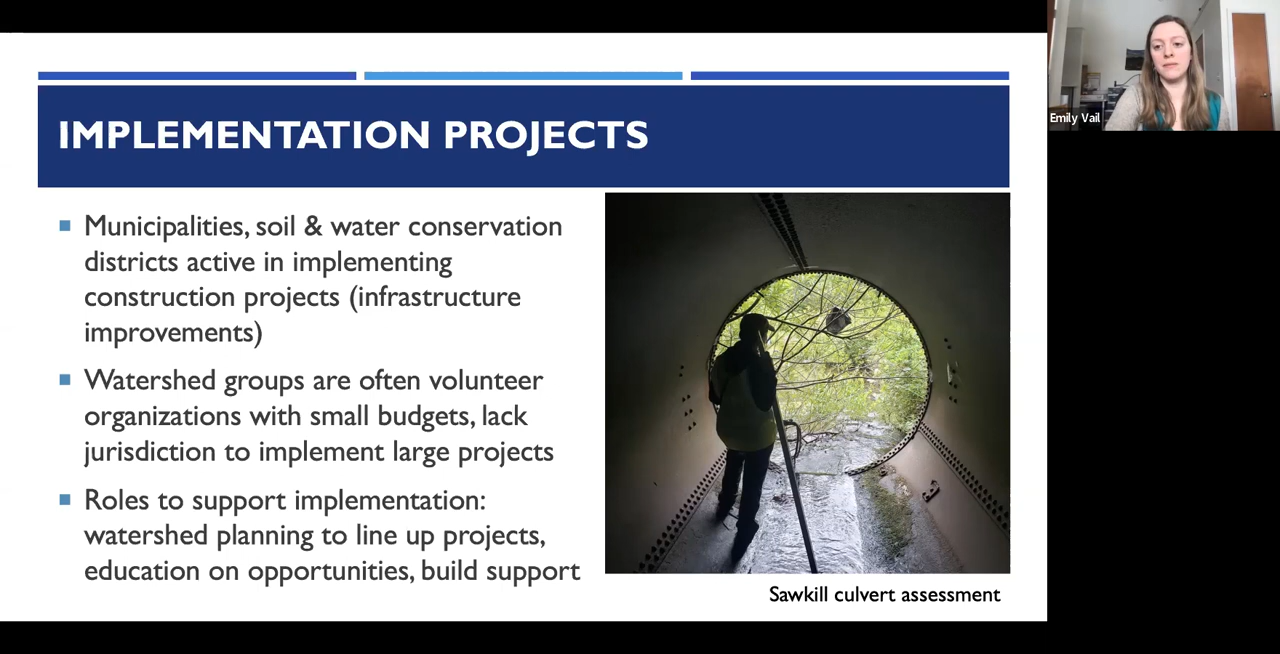 IMPLEMENTATION PROJECTS
Municipalities, soil & water conservation
districts active in implementing
construction projects (infrastructure
improvements)
Watershed groups are often volunteer
organizations with small budgets, lack
jurisdiction to implement large projects
Roles to support implementation:
watershed planning to line up projects,
education on opportunities, build support
Sawkill culvert assessment
Emily Vail